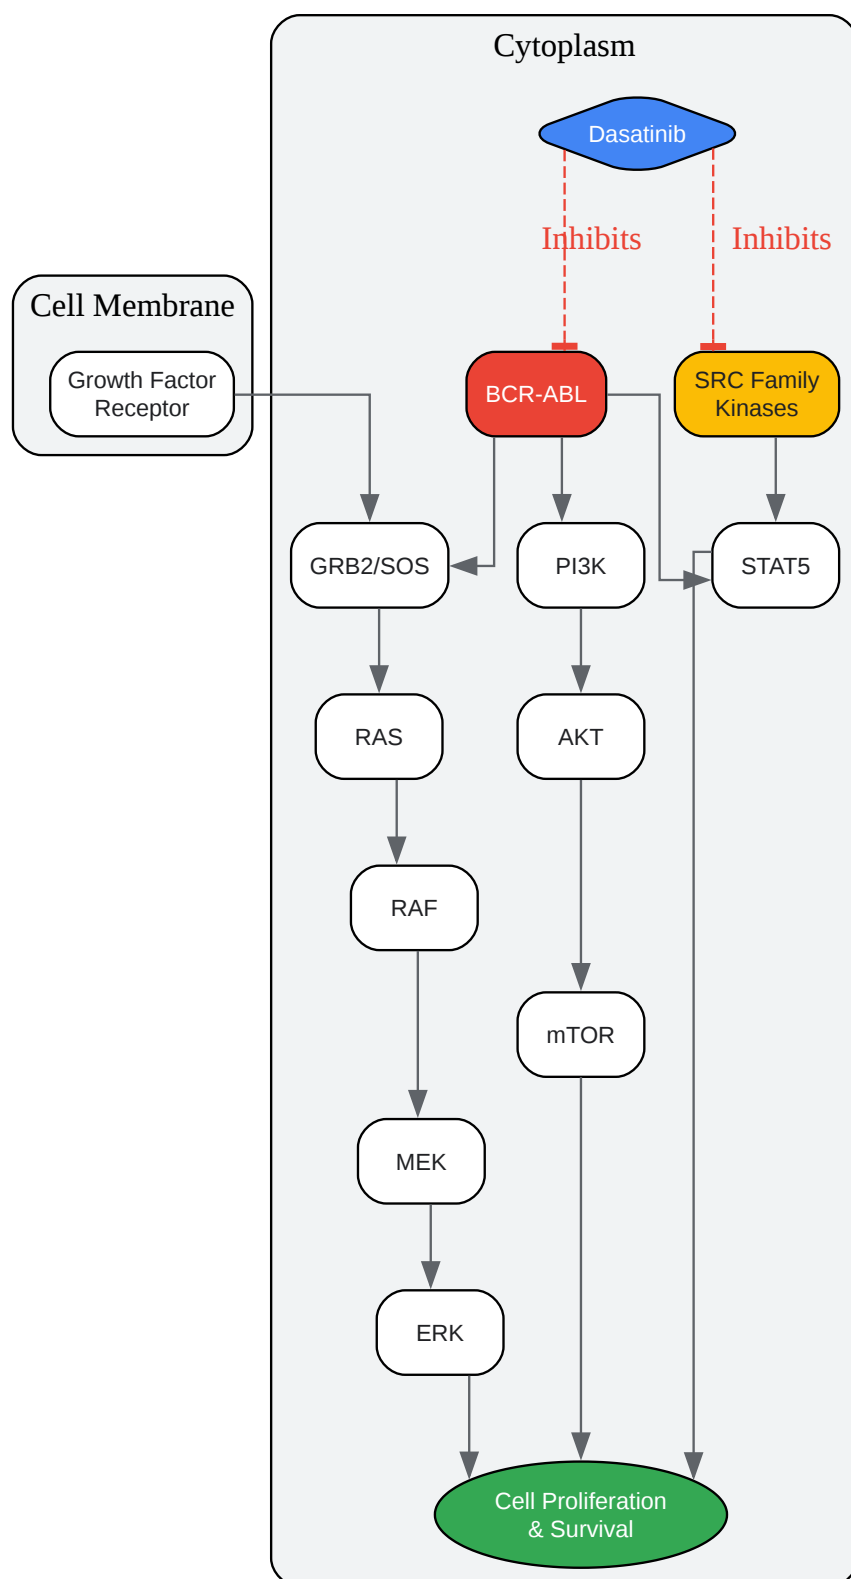 Cytoplasm
Dasatinib
Inhibits
Inhibits
Cell Membrane
Growth Factor
Receptor
BCR-ABL
SRC Family
Kinases
GRB2/SOS
PI3K
STAT5
RAS
AKT
RAF
mTOR
MEK
ERK
Cell Proliferation
& Survival